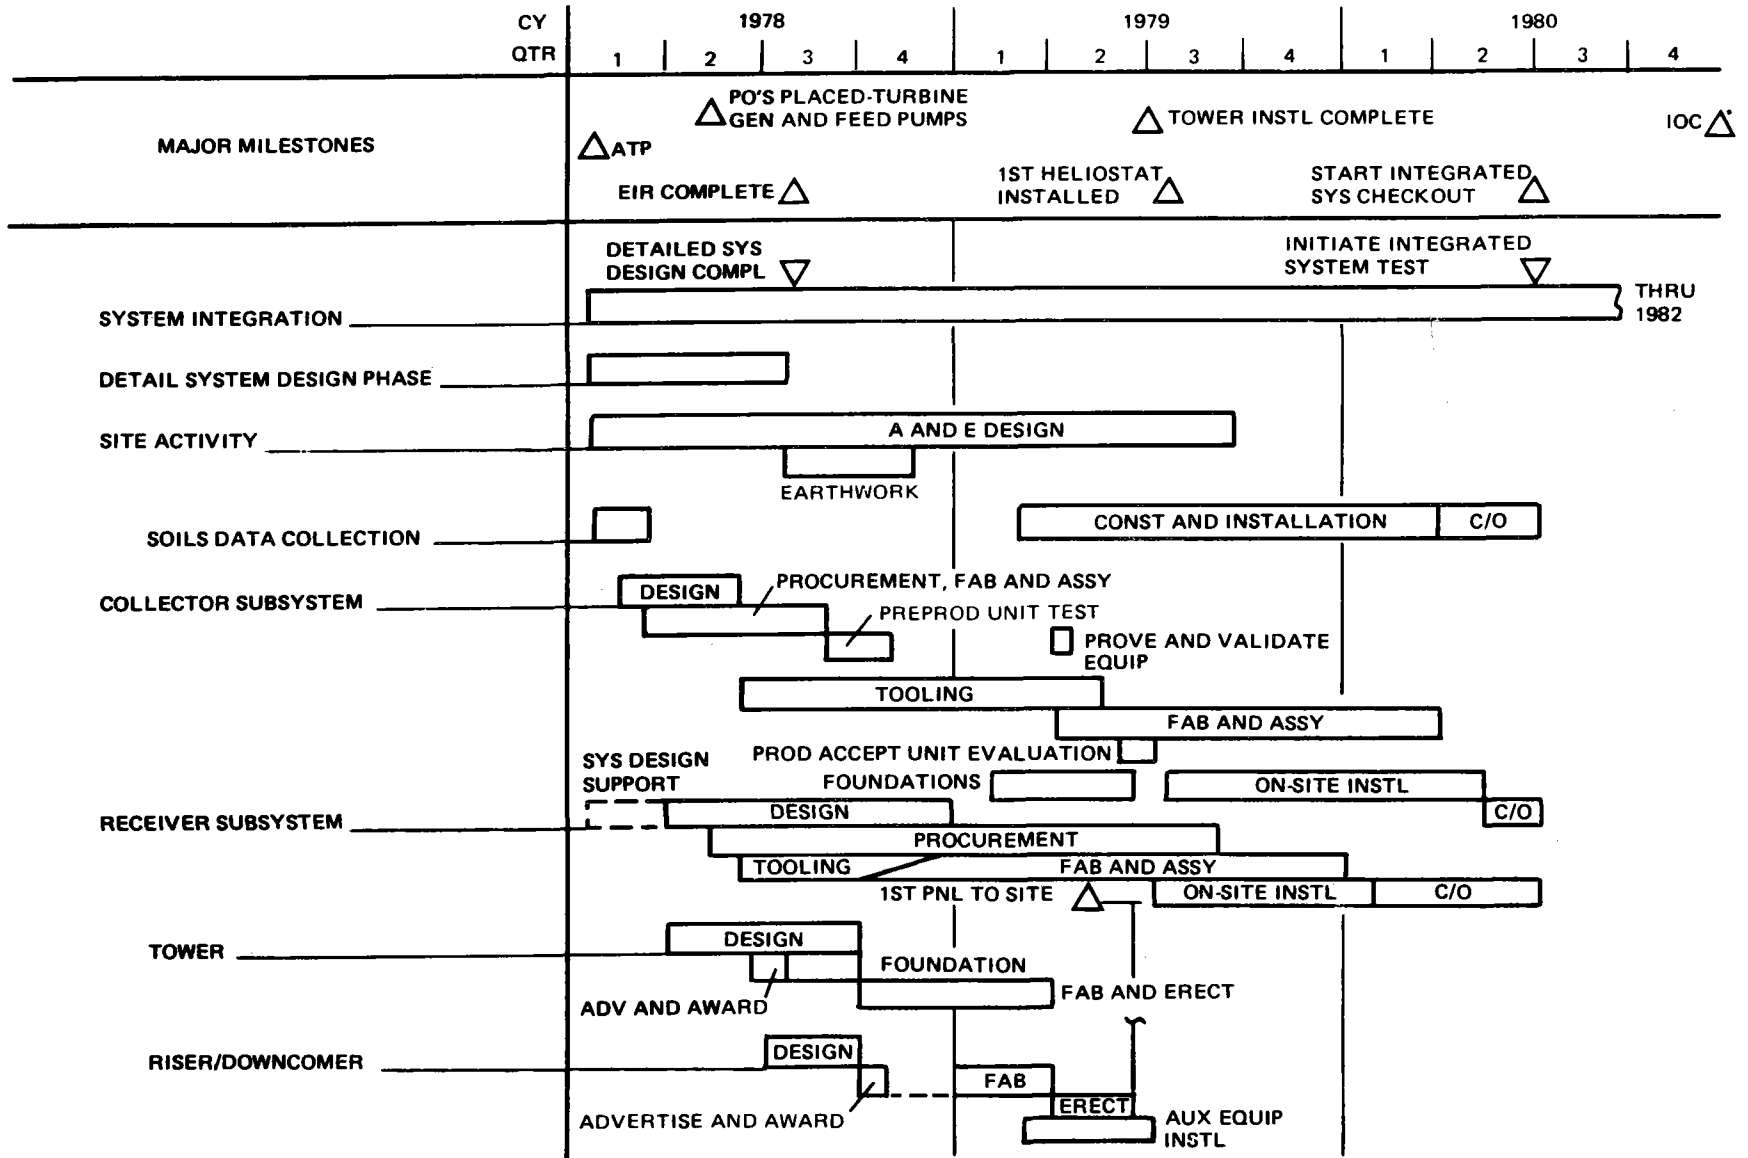 CY 1978 1979 1980
QTR 1 2 3 4 1 2 3 4 1 2 3 4
PO'S PLACED-TURBINE
GEN AND FEED PUMPS
TOWER INSTL COMPLETE
IOC
MAJOR MILESTONES
ATP
EIR COMPLETE
1ST HELIOSTAT
INSTALLED
START INTEGRATED
SYS CHECKOUT
DETAILED SYS
DESIGN COMPL
INITIATE INTEGRATED
SYSTEM TEST
THRU
1982
SYSTEM INTEGRATION
DETAIL SYSTEM DESIGN PHASE
SITE ACTIVITY
A AND E DESIGN
EARTHWORK
SOILS DATA COLLECTION
CONST AND INSTALLATION
C/O
COLLECTOR SUBSYSTEM
DESIGN
PROCUREMENT, FAB AND ASSY
PREPROD UNIT TEST
PROVE AND VALIDATE
EQUIP
TOOLING
FAB AND ASSY
PROD ACCEPT UNIT EVALUATION
SYS DESIGN
SUPPORT
FOUNDATIONS
ON-SITE INSTL
C/O
RECEIVER SUBSYSTEM
DESIGN
PROCUREMENT
TOOLING
FAB AND ASSY
1ST PNL TO SITE
ON-SITE INSTL
C/O
TOWER
DESIGN
FOUNDATION
ADV AND AWARD
FAB AND ERECT
RISER/DOWNCOMER
DESIGN
FAB
ERECT
ADVERTISE AND AWARD
AUX EQUIP
INSTL